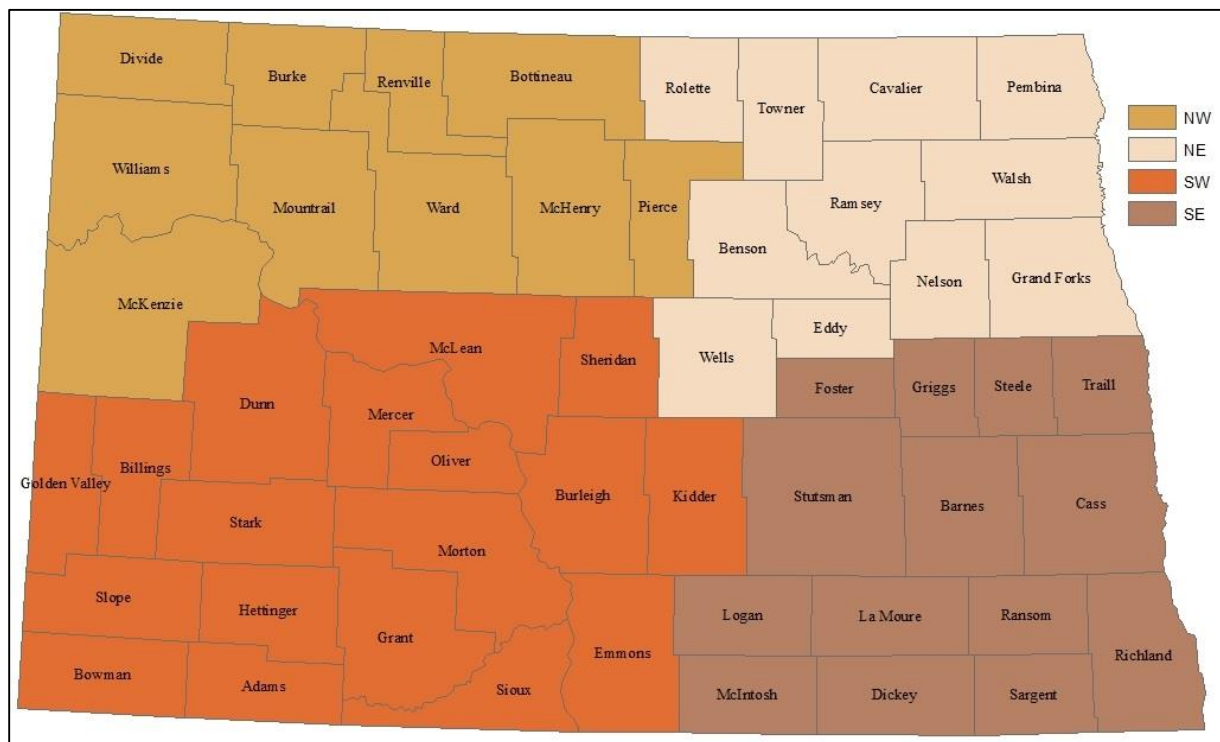 Divide
Burke
Renville
Bottineau
Rolette
Towner
Cavalier
Pembina
NW
NE
SW
SE
Williams
Mountrail
Ward
McHenry
Pierce
Benson
Ramsey
Walsh
McKenzie
Nelson
Grand Forks
Eddy
Wells
McLean
Sheridan
Dunn
Mercer
Foster
Griggs
Steele
Traill
Golden Valley
Billings
Oliver
Burleigh
Kidder
Stutsman
Barnes
Cass
Stark
Morton
Slope
Hettinger
Grant
Logan
La Moure
Ransom
Richland
Bowman
Adams
Sioux
Emmons
McIntosh
Dickey
Sargent